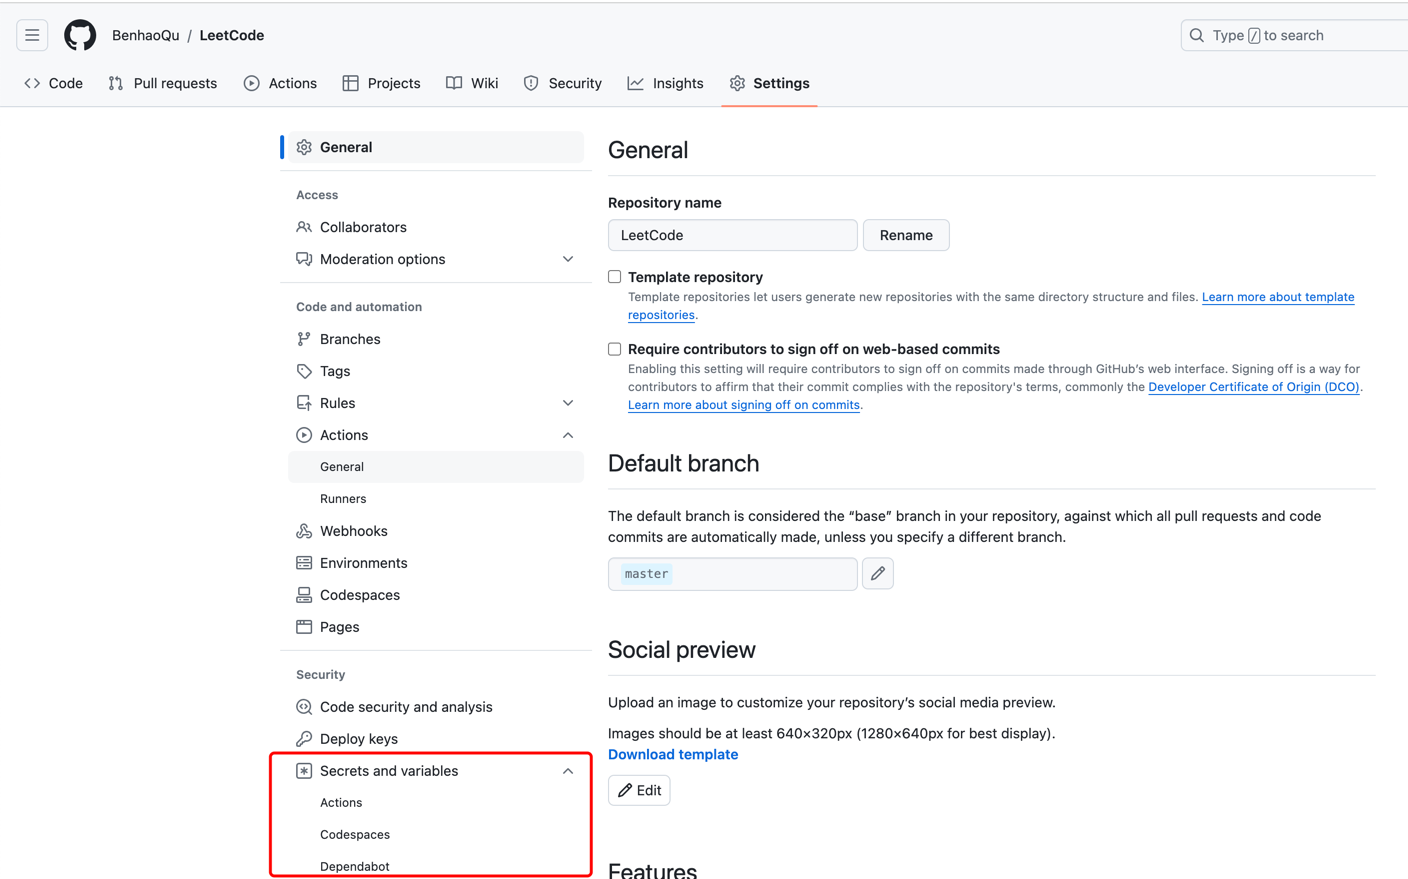 BenhaoQu / LeetCode
Type / to search
Code Pull requests Actions Projects Wiki Security Insights Settings
General
Access
Collaborators
Moderation options
Code and automation
Branches
Tags
Rules
Actions
General
Runners
Webhooks
Environments
Codespaces
Pages
Security
Code security and analysis
Deploy keys
Secrets and variables
Actions
Codespaces
Dependabot
General
Repository name
LeetCode Rename
Template repository
Template repositories let users generate new repositories with the same directory structure and files. Learn more about template
repositories.
Require contributors to sign off on web-based commits
Enabling this setting will require contributors to sign off on commits made through GitHub’s web interface. Signing off is a way for
contributors to affirm that their commit complies with the repository's terms, commonly the Developer Certificate of Origin (DCO).
Learn more about signing off on commits.
Default branch
The default branch is considered the “base” branch in your repository, against which all pull requests and code
commits are automatically made, unless you specify a different branch.
master
Social preview
Upload an image to customize your repository’s social media preview.
Images should be at least 640×320px (1280×640px for best display).
Download template
Edit
Features